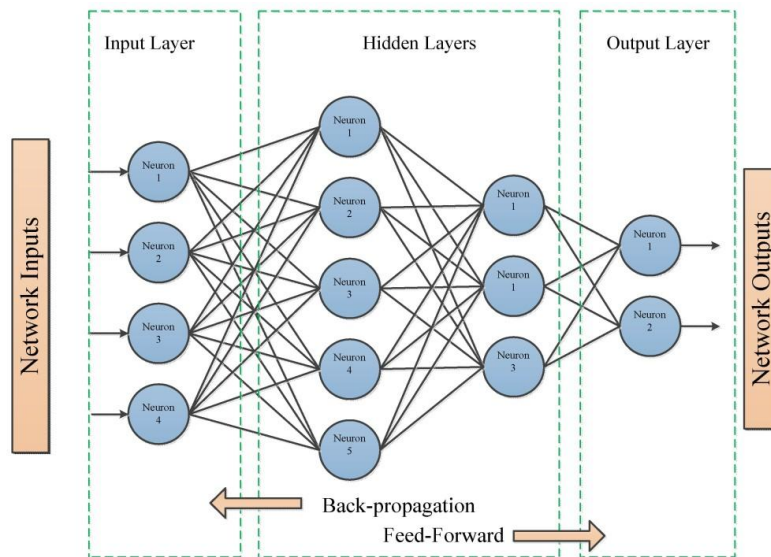 Input Layer
Hidden Layers
Output Layer
Network Inputs
Neuron
1
Neuron
2
Neuron
3
Neuron
4
Neuron
1
Neuron
2
Neuron
3
Neuron
4
Neuron
5
Neuron
1
Neuron
1
Neuron
3
Neuron
1
Neuron
2
Network Outputs
Back-propagation
Feed-Forward